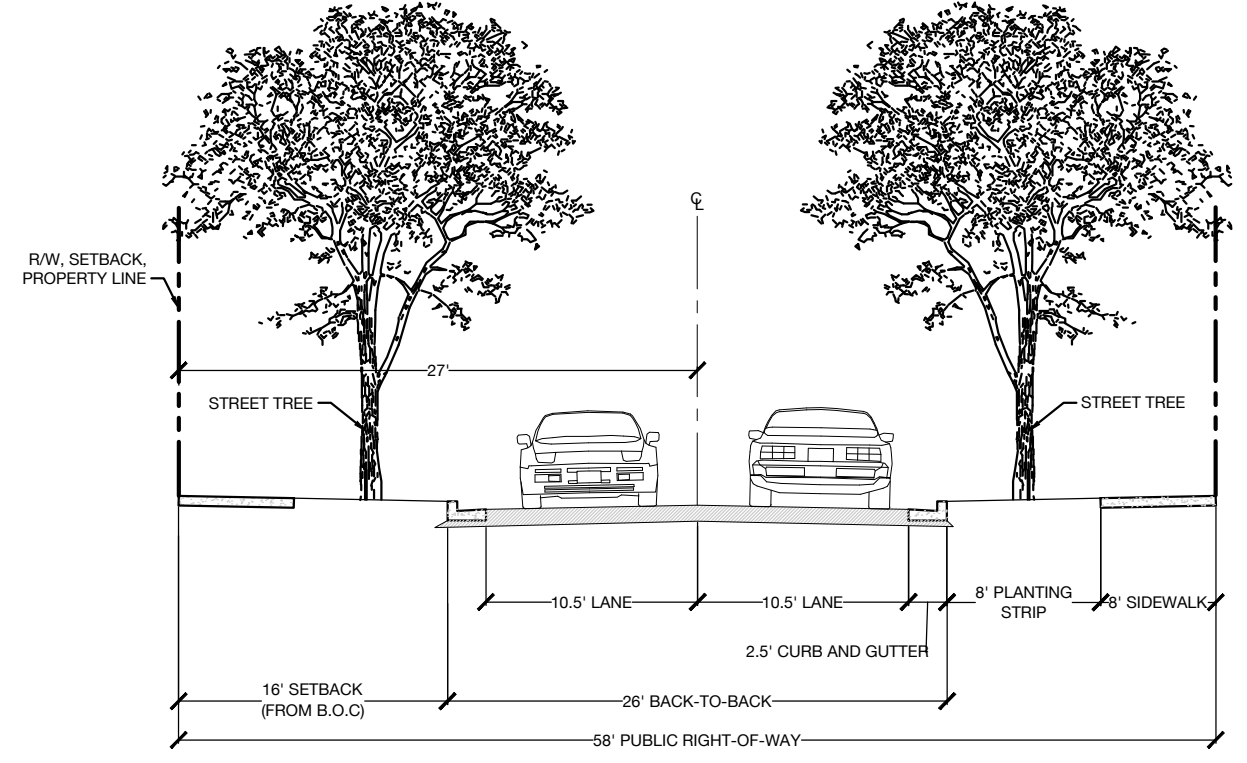 ℄
R/W, SETBACK,
PROPERTY LINE
27'
STREET TREE
STREET TREE
10.5' LANE
10.5' LANE
8' PLANTING
STRIP
8' SIDEWALK
2.5' CURB AND GUTTER
16' SETBACK
(FROM B.O.C)
26' BACK-TO-BACK
58' PUBLIC RIGHT-OF-WAY